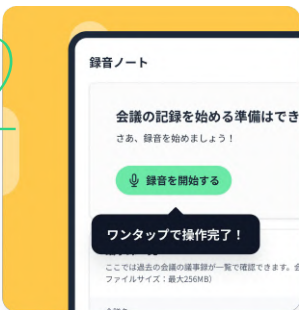 録音ノート
会議の記録を始める準備はでき
さあ、録音を始めましょう！
録音を開始する
ワンタップで操作完了！
ここでは過去の会議の議事録が一覧で確認できます。会
ファイルサイズ：最大256MB）